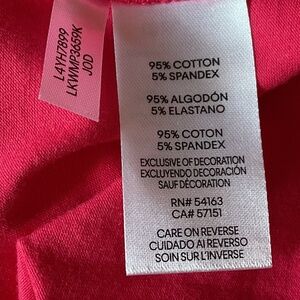 L4YH7899
LKWMP3659K
JOD
95% COTTON
5% SPANDEX
95% ALGODÓN
5% ELASTANO
95% COTON
5% SPANDEX
EXCLUSIVE OF DECORATION
EXCLUYENDO DECORACIÓN
SAUF DÉCORATION
RN# 54163
CA# 57151
CARE ON REVERSE
CUIDADO AL REVERSO
SOIN SUR L'INVERSE